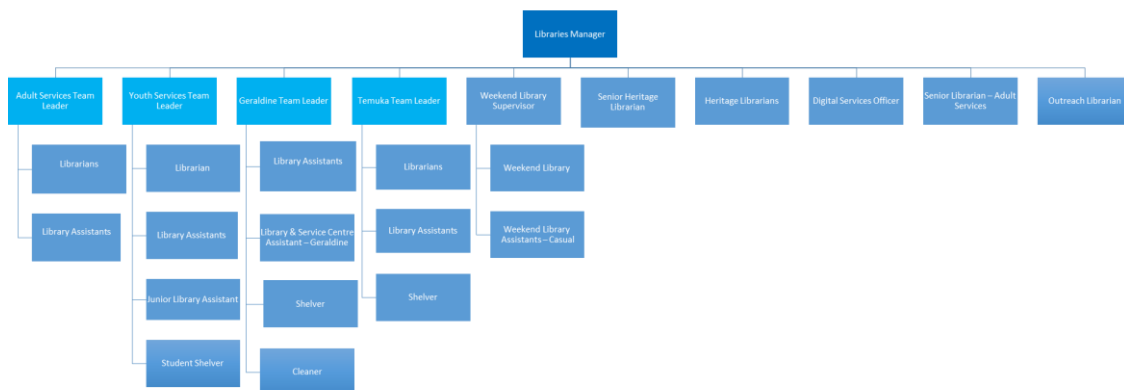 Libraries Manager
Adult Services Team
Leader
Youth Services Team
Leader
Geraldine Team Leader
Temuka Team Leader
Weekend Library
Supervisor
Senior Heritage
Librarian
Heritage Librarians
Digital Services Officer
Senior Librarian – Adult
Services
Outreach Librarian
Librarians
Library Assistants
Librarian
Library Assistants
Junior Library Assistant
Student Shelver
Library Assistants
Library & Service Centre
Assistant – Geraldine
Shelver
Cleaner
Librarians
Library Assistants
Shelver
Weekend Library
Weekend Library
Assistants – Casual